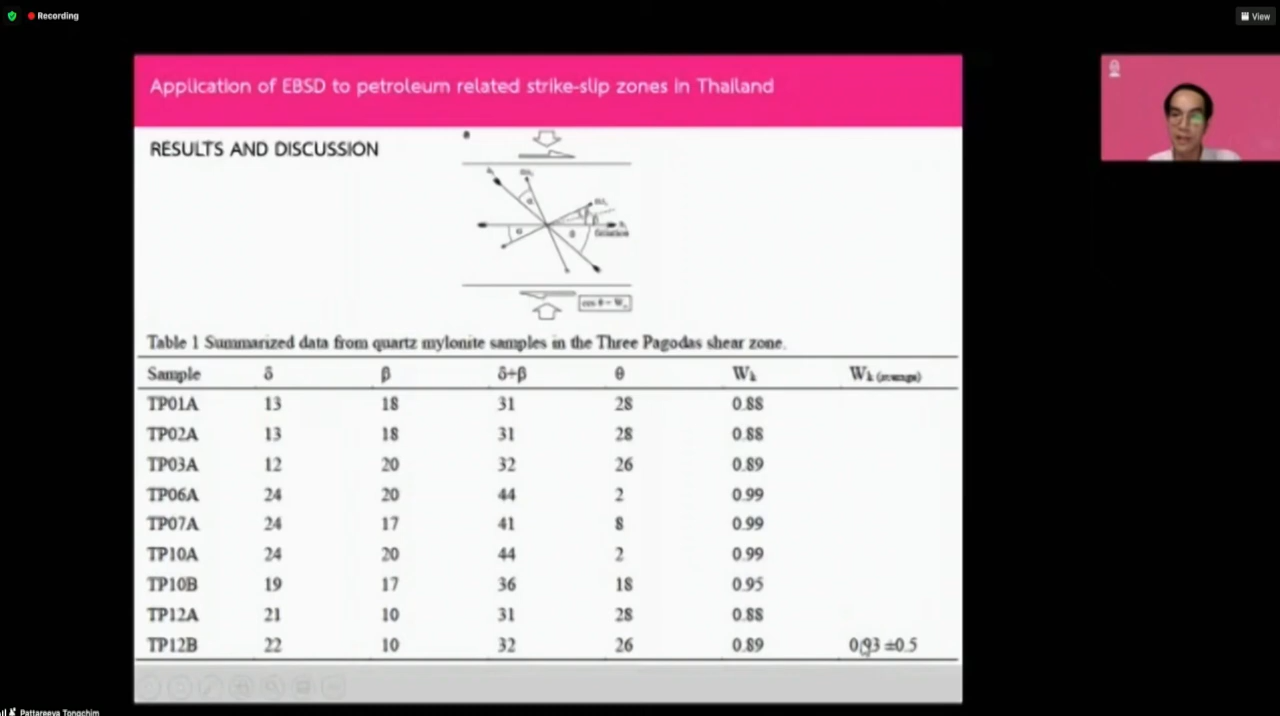 Recording
View
Application of EBSD to petroleum related strike-slip zones in Thailand
RESULTS AND DISCUSSION
α
α
θ
cos θ = Wₖ
Table 1 Summarized data from quartz mylonite samples in the Three Pagodas shear zone.
Sample δ β δ+β θ Wₖ Wₖ (average)
TP01A 13 18 31 28 0.88
TP02A 13 18 31 28 0.88
TP03A 12 20 32 26 0.89
TP06A 24 20 44 2 0.99
TP07A 24 17 41 8 0.99
TP10A 24 20 44 2 0.99
TP10B 19 17 36 18 0.95
TP12A 21 10 31 28 0.88
TP12B 22 10 32 26 0.89 0.93 ±0.5
Pattareeya Tongchim